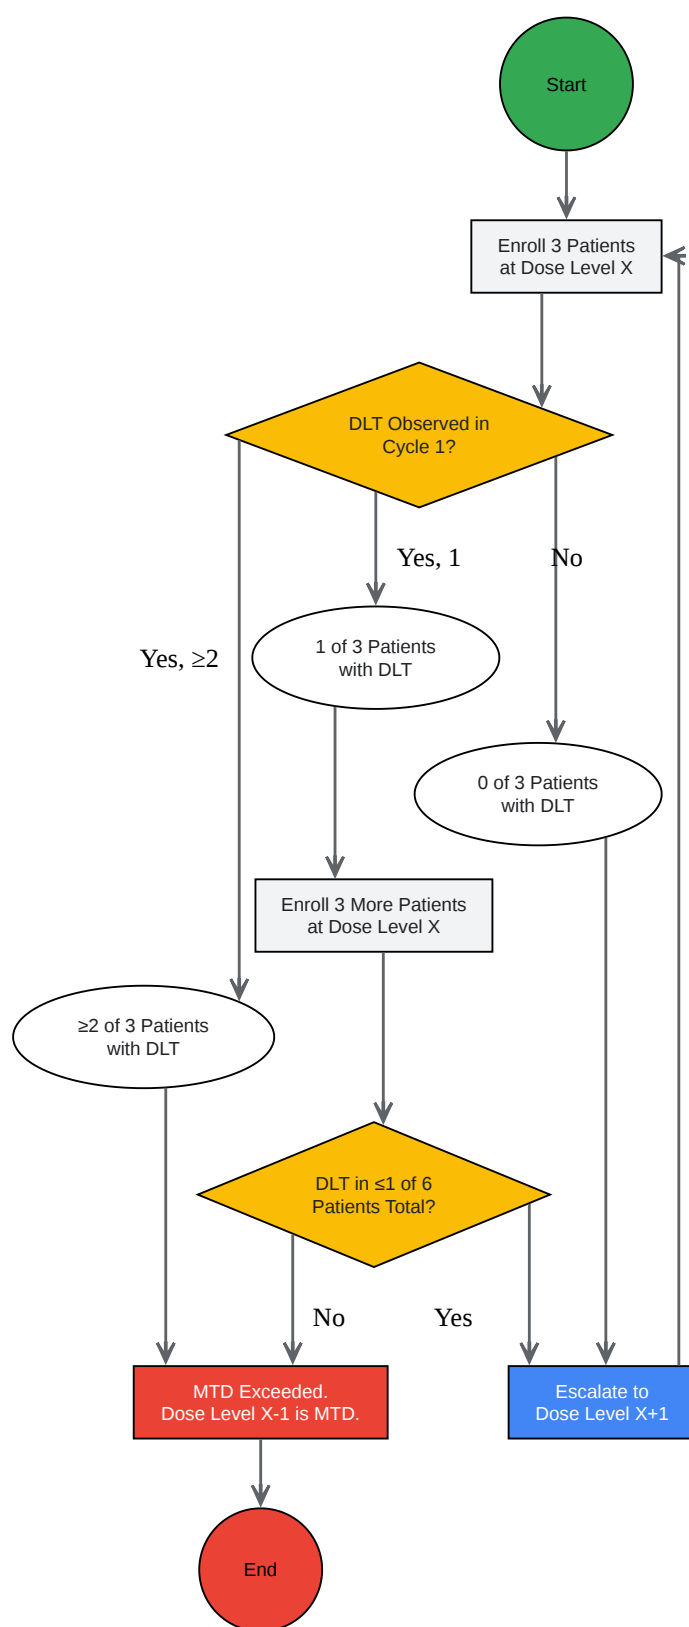 Start
Enroll 3 Patients
at Dose Level X
DLT Observed in
Cycle 1?
Yes, 1
No
Yes, ≥2
1 of 3 Patients
with DLT
0 of 3 Patients
with DLT
Enroll 3 More Patients
at Dose Level X
≥2 of 3 Patients
with DLT
DLT in ≤1 of 6
Patients Total?
No
Yes
MTD Exceeded.
Dose Level X-1 is MTD.
Escalate to
Dose Level X+1
End